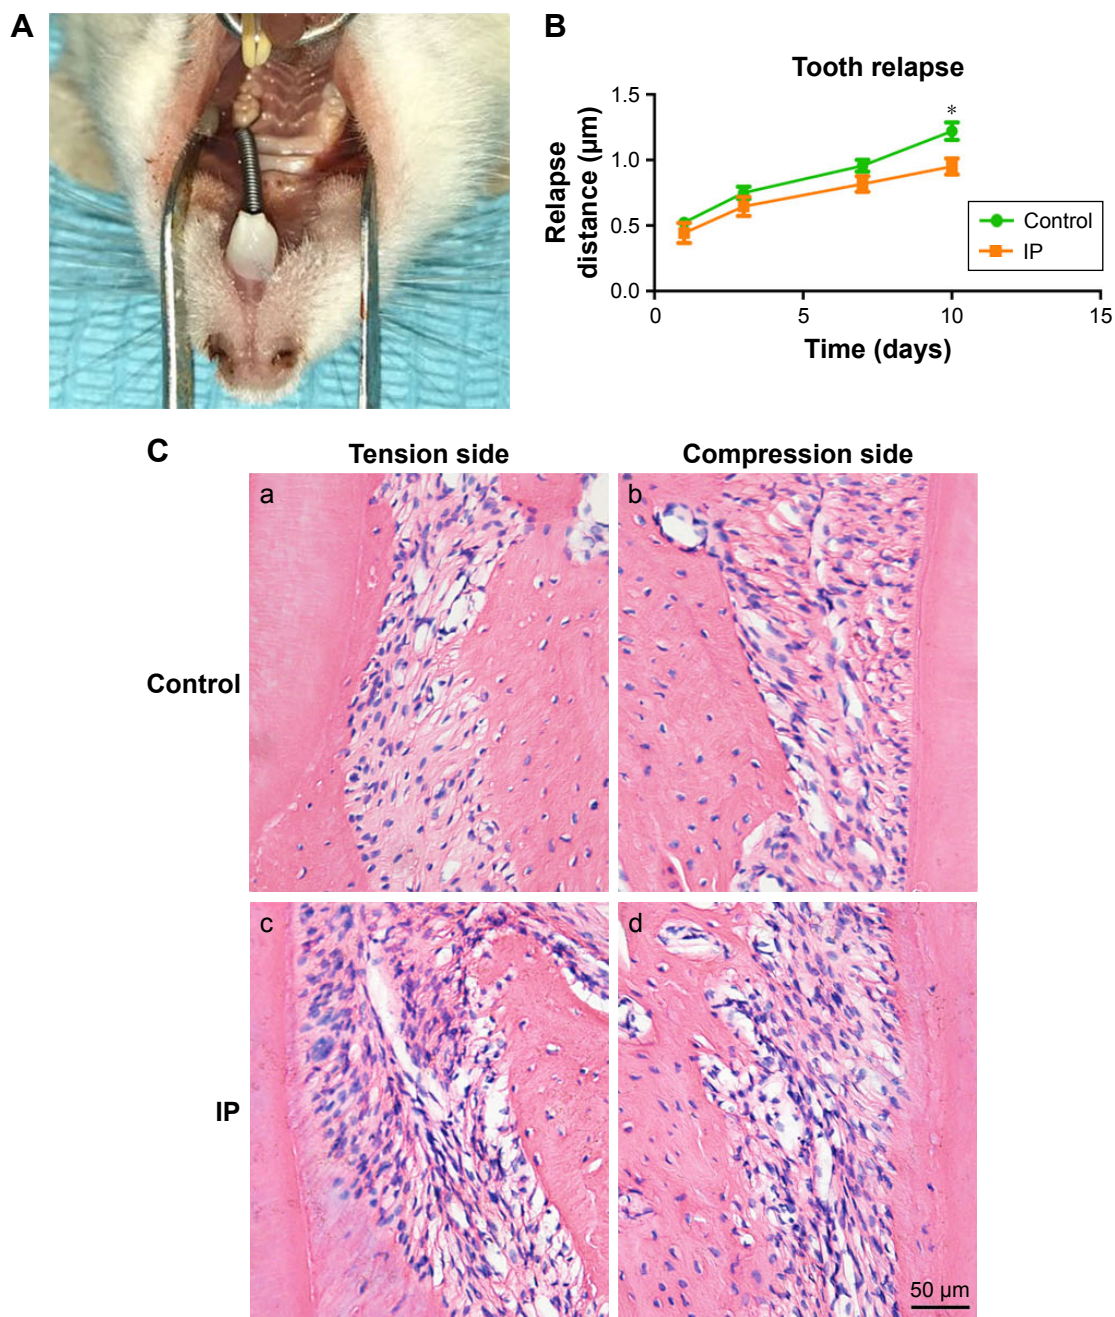 A
B
Tooth relapse
Relapse
distance (µm)
1.5
1.0
0.5
0.0
*
Control
IP
0
5
10
15
Time (days)
C
Tension side
Compression side
a
b
Control
c
d
IP
50 µm